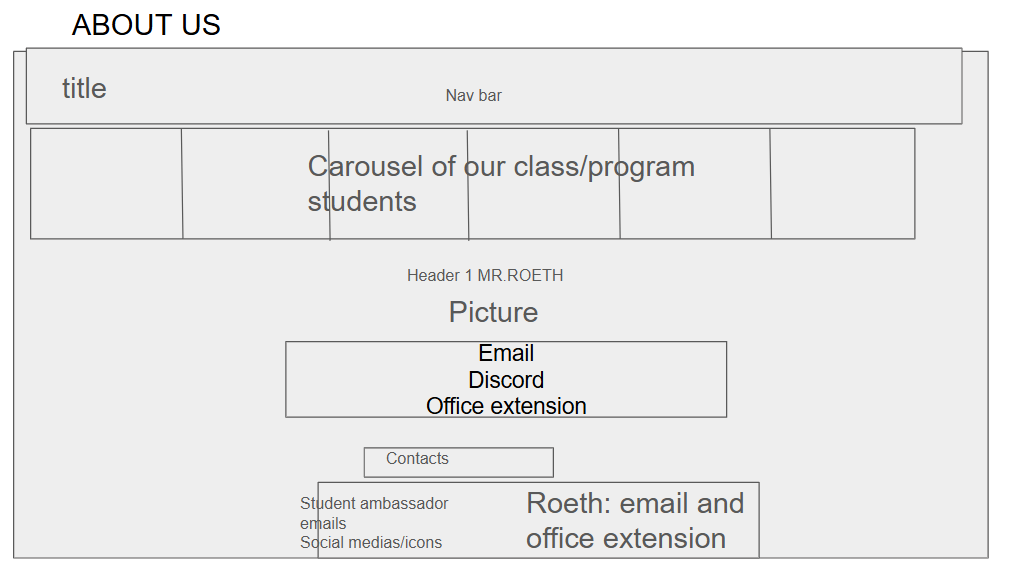 ABOUT US
title
Nav bar
Carousel of our class/program
students
Header 1 MR.ROETH
Picture
Email
Discord
Office extension
Contacts
Student ambassador
emails
Social medias/icons
Roeth: email and
office extension